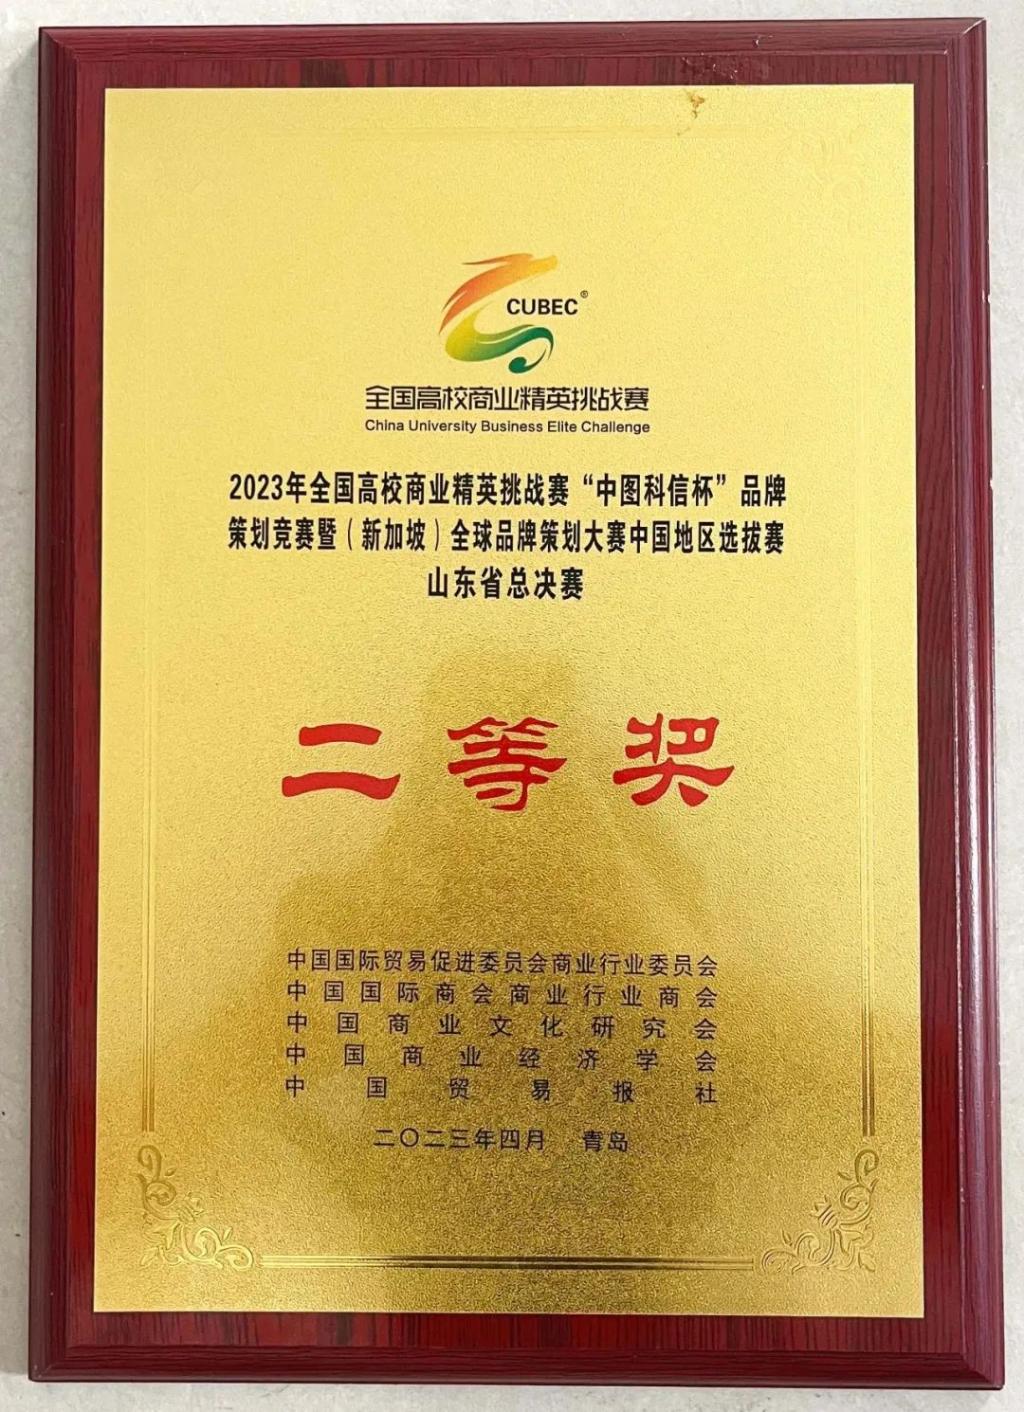 CUBEC®
全国高校商业精英挑战赛
China University Business Elite Challenge
2023年全国高校商业精英挑战赛“中图科信杯”品牌
策划竞赛暨(新加坡)全球品牌策划大赛中国地区选拔赛
山东省总决赛
二等奖
中国国际贸易促进委员会商业行业委员会
中国国际商会商业行业商会
中国商业文化研究会
中国商业经济学会
中国贸易报社
二〇二三年四月 青岛